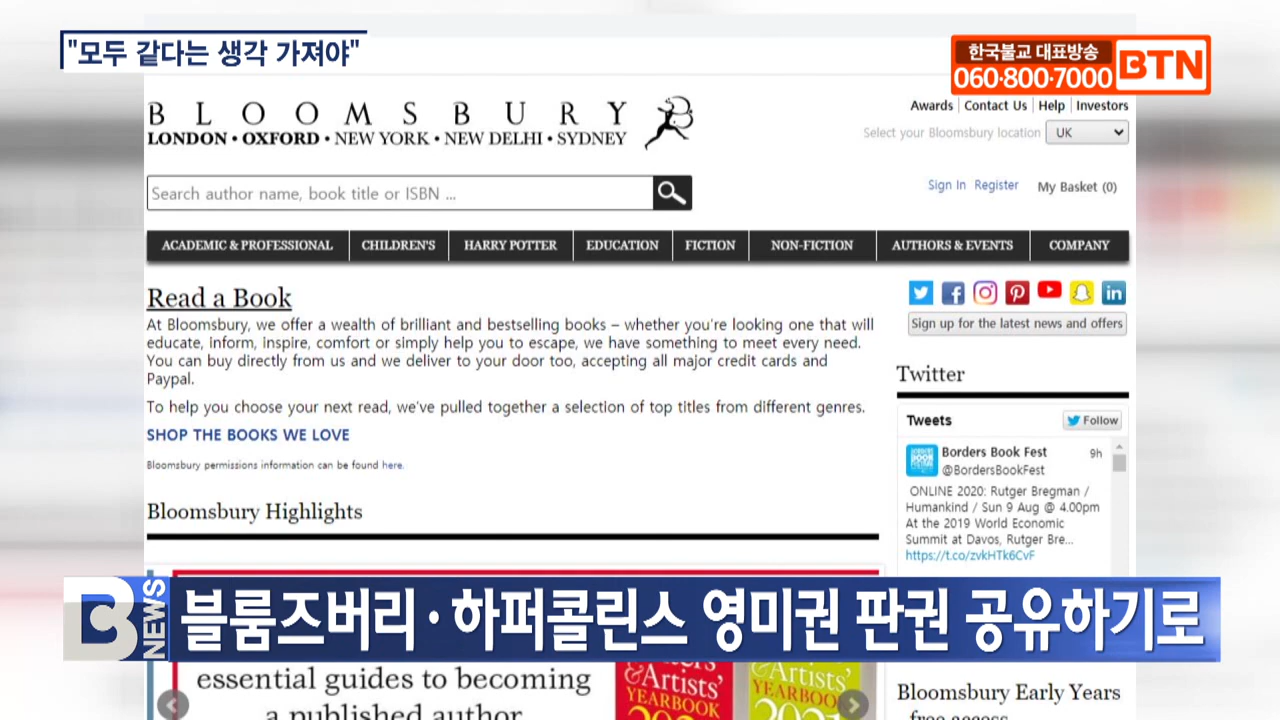 "모두 같다는 생각 가져야"
한국불교 대표방송
060·800·7000
BTN
BLOOMSBURY
LONDON • OXFORD • NEW YORK • NEW DELHI • SYDNEY
Awards Contact Us Help Investors
Select your Bloomsbury location UK
Search author name, book title or ISBN ...
Sign In Register My Basket (0)
ACADEMIC & PROFESSIONAL CHILDREN'S HARRY POTTER EDUCATION FICTION NON-FICTION AUTHORS & EVENTS COMPANY
Read a Book
At Bloomsbury, we offer a wealth of brilliant and bestselling books – whether you're looking one that will
educate, inform, inspire, comfort or simply help you to escape, we have something to meet every need.
You can buy directly from us and we deliver to your door too, accepting all major credit cards and
Paypal.
To help you choose your next read, we've pulled together a selection of top titles from different genres.
SHOP THE BOOKS WE LOVE
Bloomsbury permissions information can be found here.
Bloomsbury Highlights
Sign up for the latest news and offers
Twitter
Tweets Follow
Borders Book Fest 9h
@BordersBookFest
ONLINE 2020: Rutger Bregman /
Humankind / Sun 9 Aug @ 4.00pm
At the 2019 World Economic
Summit at Davos, Rutger Bre...
https://t.co/zvkHTk6CvF
B NEWS
블룸즈버리·하퍼콜린스 영미권 판권 공유하기로
essential guides to becoming
a published author
&Artists'
YEARBOOK
&Artists'
YEARBOOK
Bloomsbury Early Years
free access